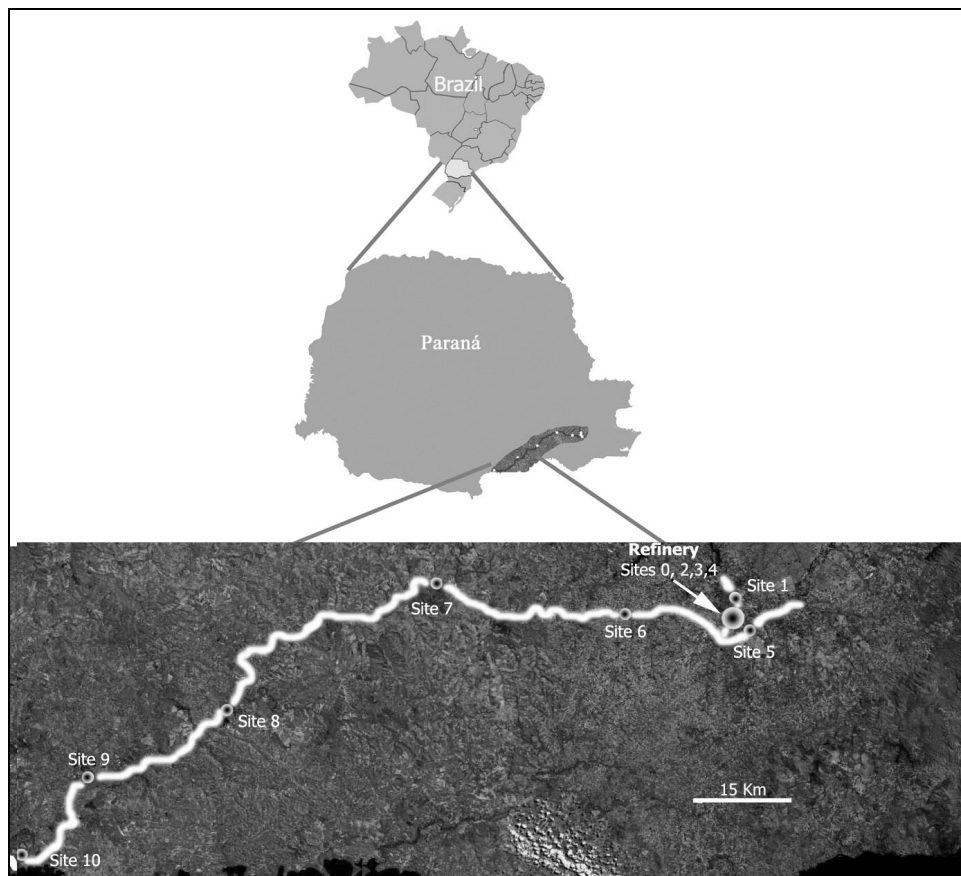 Brazil
Paraná
Refinery
Sites 0, 2,3,4
Site 1
Site 7
Site 6
Site 5
Site 8
Site 9
15 Km
Site 10